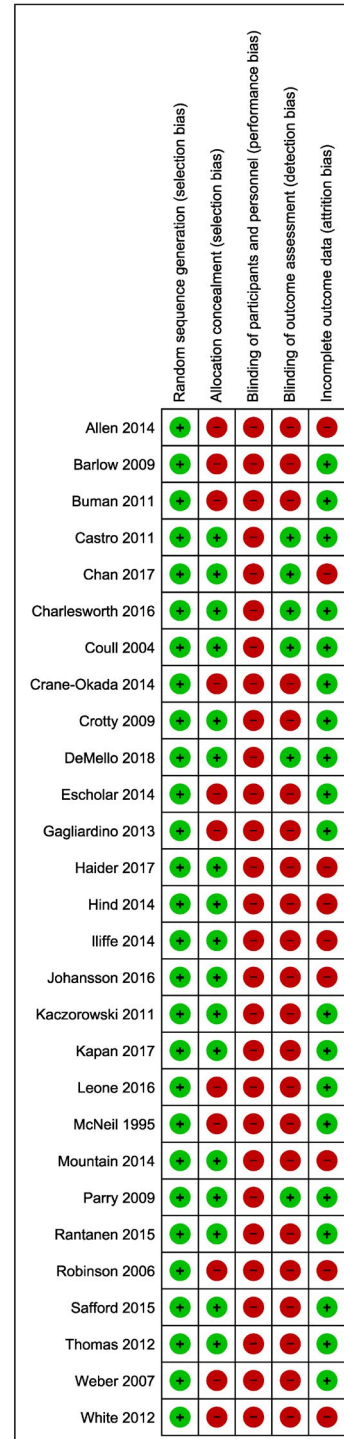 Random sequence generation (selection bias)
Allocation concealment (selection bias)
Blinding of participants and personnel (performance bias)
Blinding of outcome assessment (detection bias)
Incomplete outcome data (attrition bias)
Allen 2014 + - - - -
Barlow 2009 + - - - +
Buman 2011 + - - - +
Castro 2011 + + - + +
Chan 2017 + + - + -
Charlesworth 2016 + + - + +
Coull 2004 + + - + +
Crane-Okada 2014 + - - - +
Crotty 2009 + + - - +
DeMello 2018 + + - + +
Escholar 2014 + - - - +
Gagliardino 2013 + - - - +
Haider 2017 + + - - -
Hind 2014 + + - - -
Iliffe 2014 + + - - -
Johansson 2016 + + - - -
Kaczorowski 2011 + + - - +
Kapan 2017 + + - - +
Leone 2016 + - - - +
McNeil 1995 + - - - +
Mountain 2014 + + - - -
Parry 2009 + + - + +
Rantanen 2015 + + - - +
Robinson 2006 + - - - -
Safford 2015 + + - - +
Thomas 2012 + + - - +
Weber 2007 + - - - +
White 2012 + - - - -